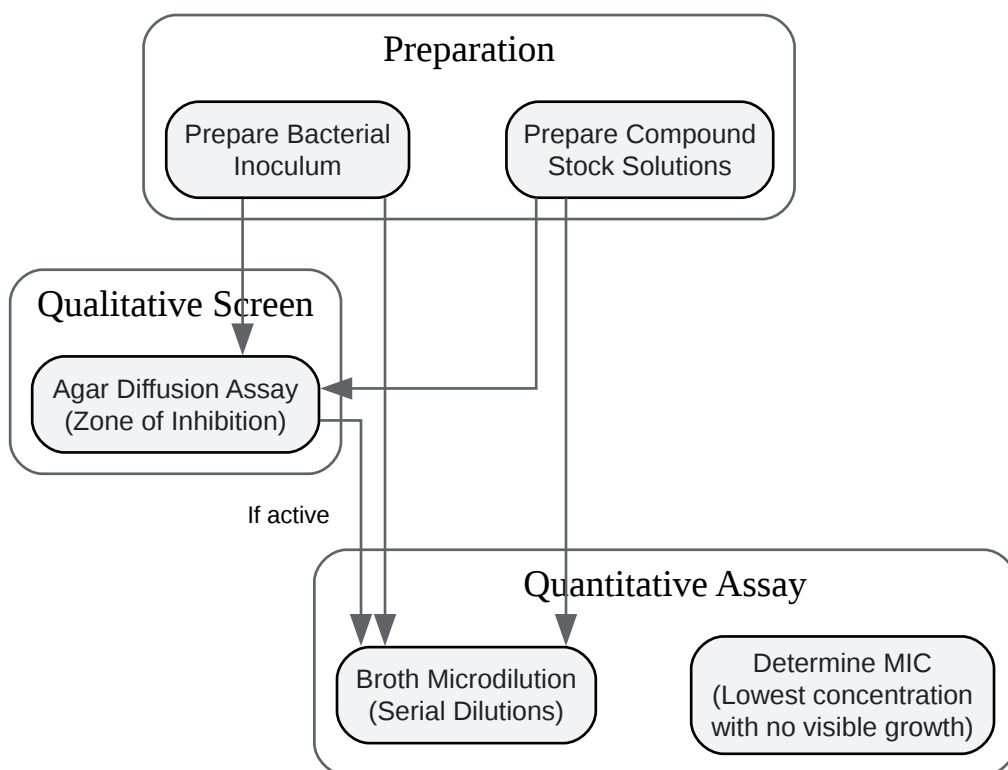 Preparation
Prepare Bacterial
Inoculum
Prepare Compound
Stock Solutions
Qualitative Screen
Agar Diffusion Assay
(Zone of Inhibition)
If active
Quantitative Assay
Broth Microdilution
(Serial Dilutions)
Determine MIC
(Lowest concentration
with no visible growth)